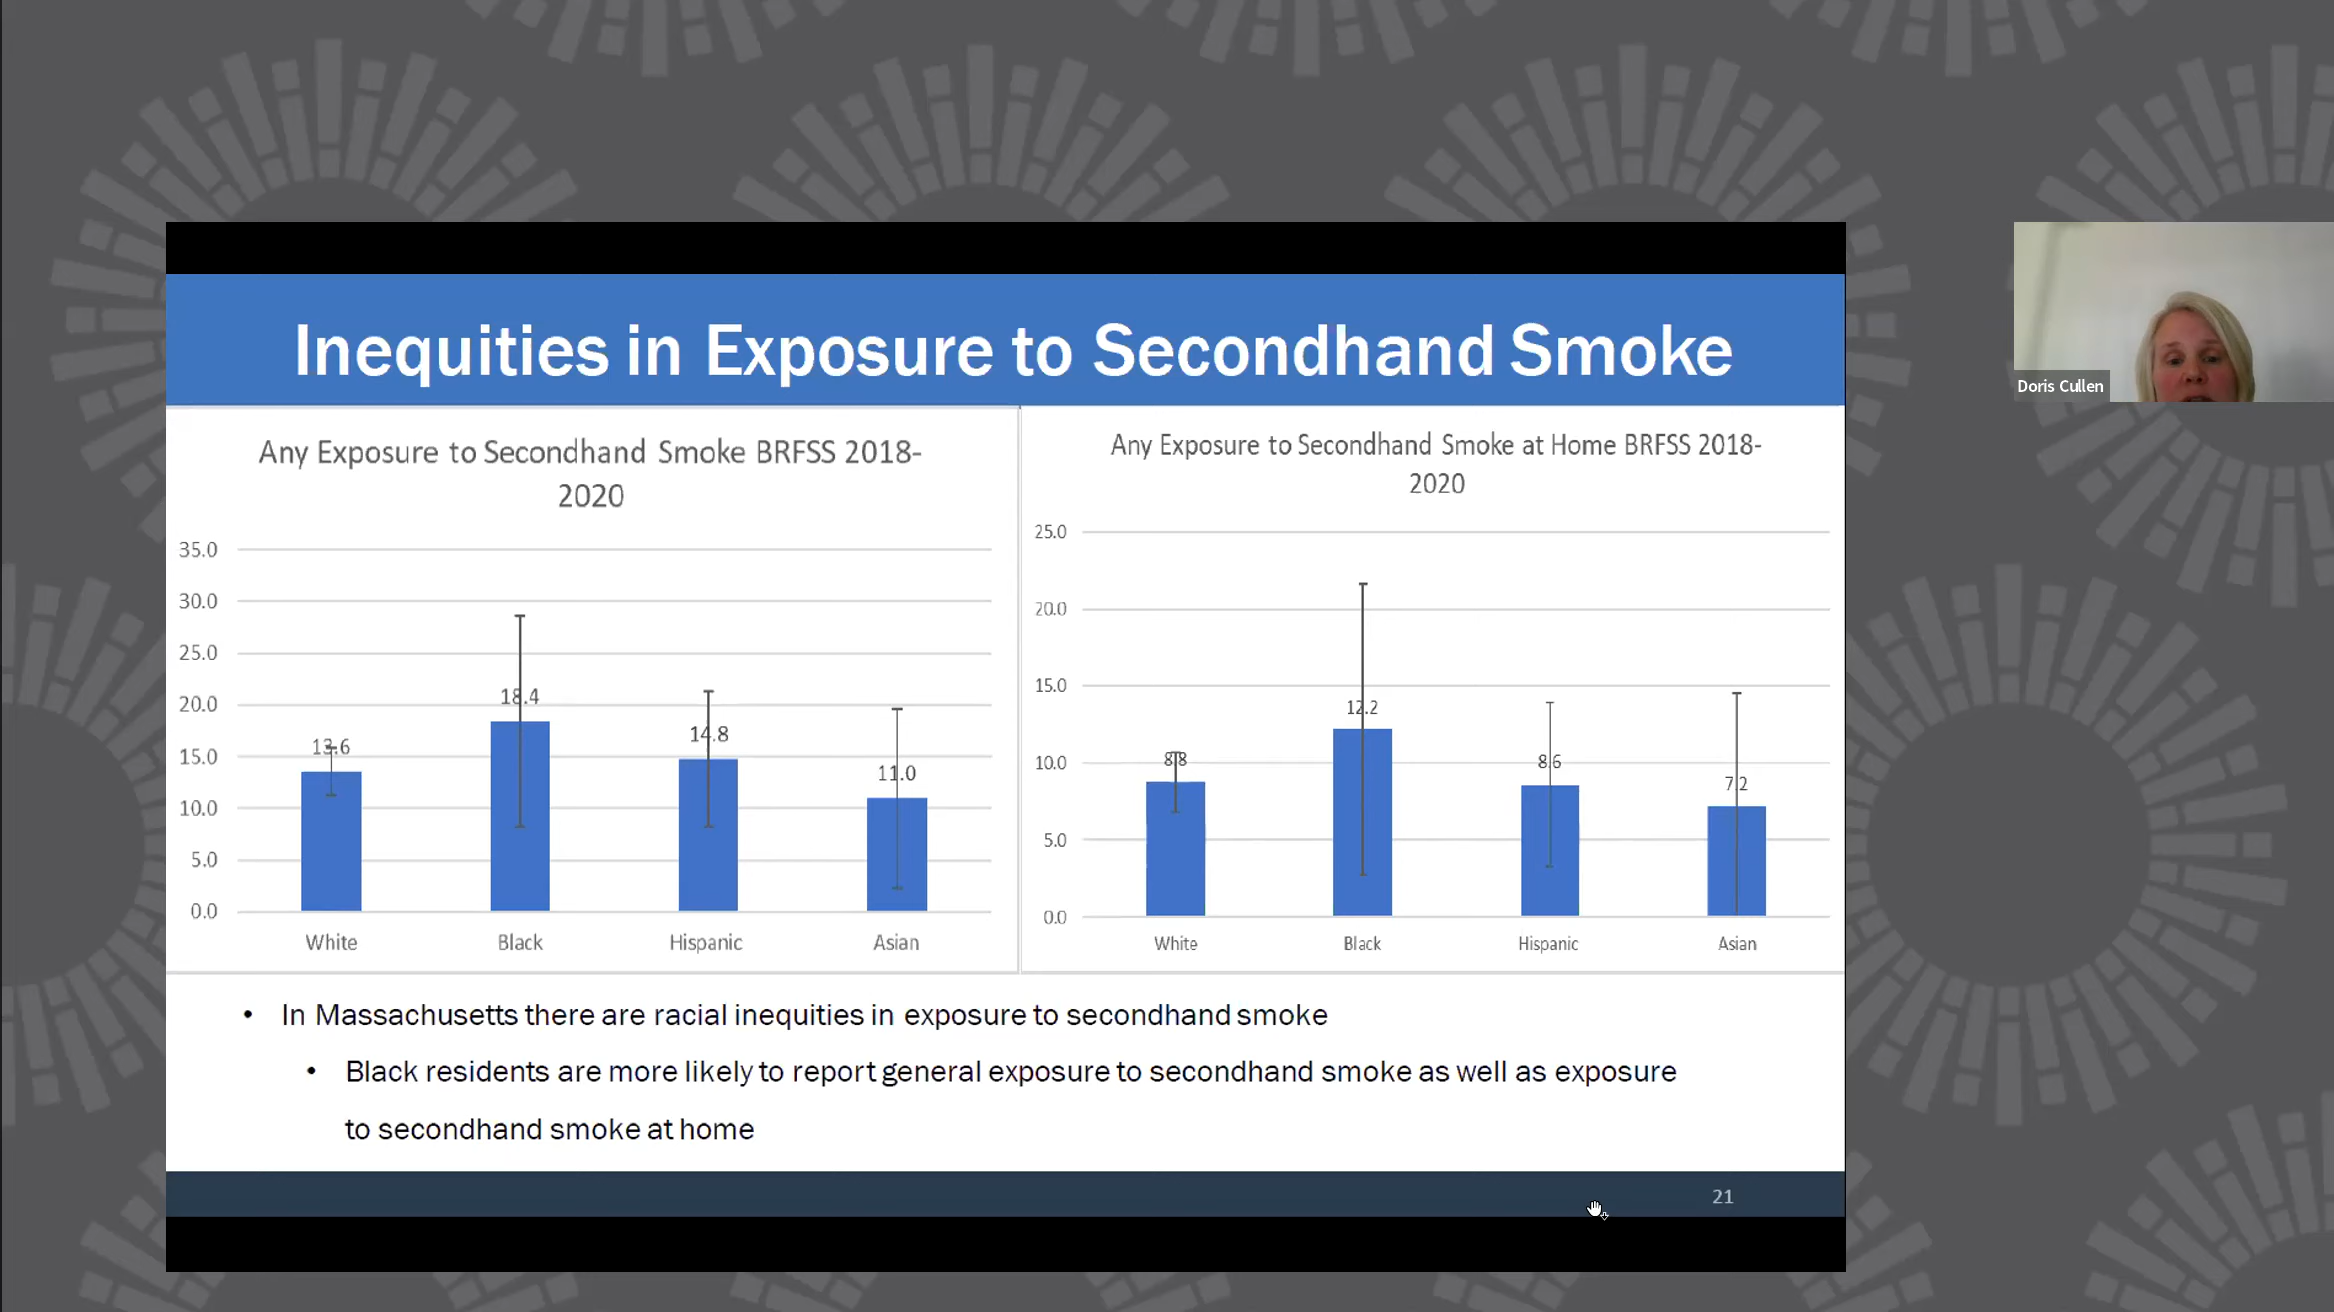 Inequities in Exposure to Secondhand Smoke
Any Exposure to Secondhand Smoke BRFSS 2018-
2020
35.0
30.0
25.0
20.0
15.0
10.0
5.0
0.0
13.6
18.4
14.8
11.0
White
Black
Hispanic
Asian
Any Exposure to Secondhand Smoke at Home BRFSS 2018-
2020
25.0
20.0
15.0
10.0
5.0
0.0
8.8
12.2
8.6
7.2
White
Black
Hispanic
Asian
• In Massachusetts there are racial inequities in exposure to secondhand smoke
• Black residents are more likely to report general exposure to secondhand smoke as well as exposure
to secondhand smoke at home
21
Doris Cullen